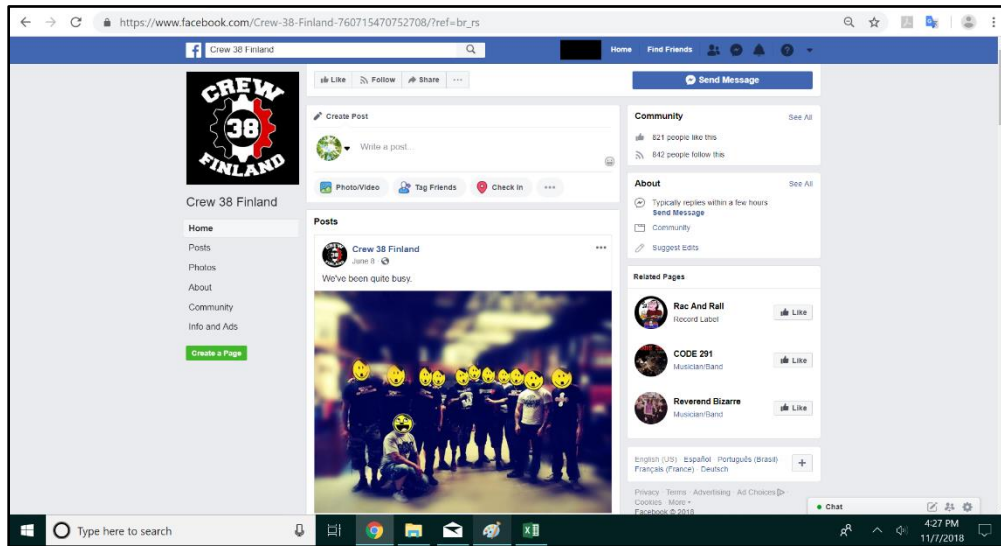 https://www.facebook.com/Crew-38-Finland-760715470752708/?ref=br_rs
Crew 38 Finland
Home Find Friends
CREW
38
FINLAND
Like Follow Share
Send Message
Create Post
Write a post...
Photo/Video Tag Friends Check in
Crew 38 Finland
Home
Posts
Photos
About
Community
Info and Ads
Create a Page
Posts
Crew 38 Finland
June 8
We've been quite busy.
Community See All
821 people like this
842 people follow this
About See All
Typically replies within a few hours
Send Message
Community
Suggest Edits
Related Pages
Rac And Rall
Record Label
Like
CODE 291
Musician/Band
Like
Reverend Bizarre
Musician/Band
Like
English (US) · Español · Português (Brasil)
Français (France) · Deutsch
Privacy · Terms · Advertising · Ad Choices
Cookies · More
Facebook © 2018
Chat
Type here to search
4:27 PM
11/7/2018